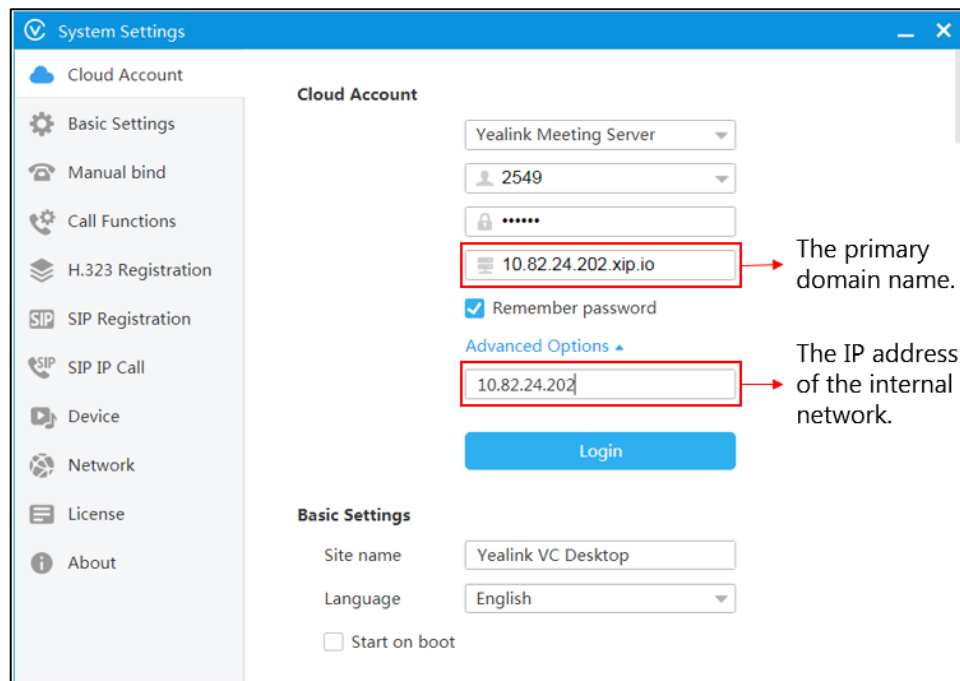 System Settings
Cloud Account
Basic Settings
Manual bind
Call Functions
H.323 Registration
SIP Registration
SIP IP Call
Device
Network
License
About
Cloud Account
Yealink Meeting Server
2549
••••••
10.82.24.202.xip.io
Remember password
Advanced Options
10.82.24.202
Login
Basic Settings
Site name Yealink VC Desktop
Language English
Start on boot
The primary
domain name.
The IP address
of the internal
network.
SIP
SIP